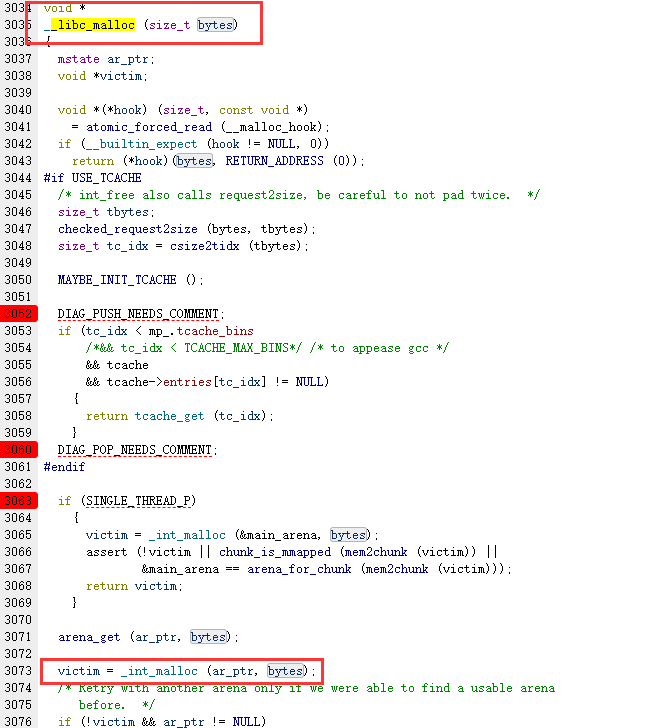 3034 void *
3035 __libc_malloc (size_t bytes)
3036 {
3037   mstate ar_ptr;
3038   void *victim;
3039
3040   void *(*hook) (size_t, const void *)
3041     = atomic_forced_read (__malloc_hook);
3042   if (__builtin_expect (hook != NULL, 0))
3043     return (*hook)(bytes, RETURN_ADDRESS (0));
3044 #if USE_TCACHE
3045   /* int_free also calls request2size, be careful to not pad twice.  */
3046   size_t tbytes;
3047   checked_request2size (bytes, tbytes);
3048   size_t tc_idx = csize2tidx (tbytes);
3049
3050   MAYBE_INIT_TCACHE ();
3051
3052   DIAG_PUSH_NEEDS_COMMENT;
3053   if (tc_idx < mp_.tcache_bins
3054       /*&& tc_idx < TCACHE_MAX_BINS*/ /* to appease gcc */
3055       && tcache
3056       && tcache->entries[tc_idx] != NULL)
3057     {
3058       return tcache_get (tc_idx);
3059     }
3060   DIAG_POP_NEEDS_COMMENT;
3061 #endif
3062
3063   if (SINGLE_THREAD_P)
3064     {
3065       victim = _int_malloc (&main_arena, bytes);
3066       assert (!victim || chunk_is_mmapped (mem2chunk (victim)) ||
3067               &main_arena == arena_for_chunk (mem2chunk (victim)));
3068       return victim;
3069     }
3070
3071   arena_get (ar_ptr, bytes);
3072
3073   victim = _int_malloc (ar_ptr, bytes);
3074   /* Retry with another arena only if we were able to find a usable arena
3075      before.  */
3076   if (!victim && ar_ptr != NULL)